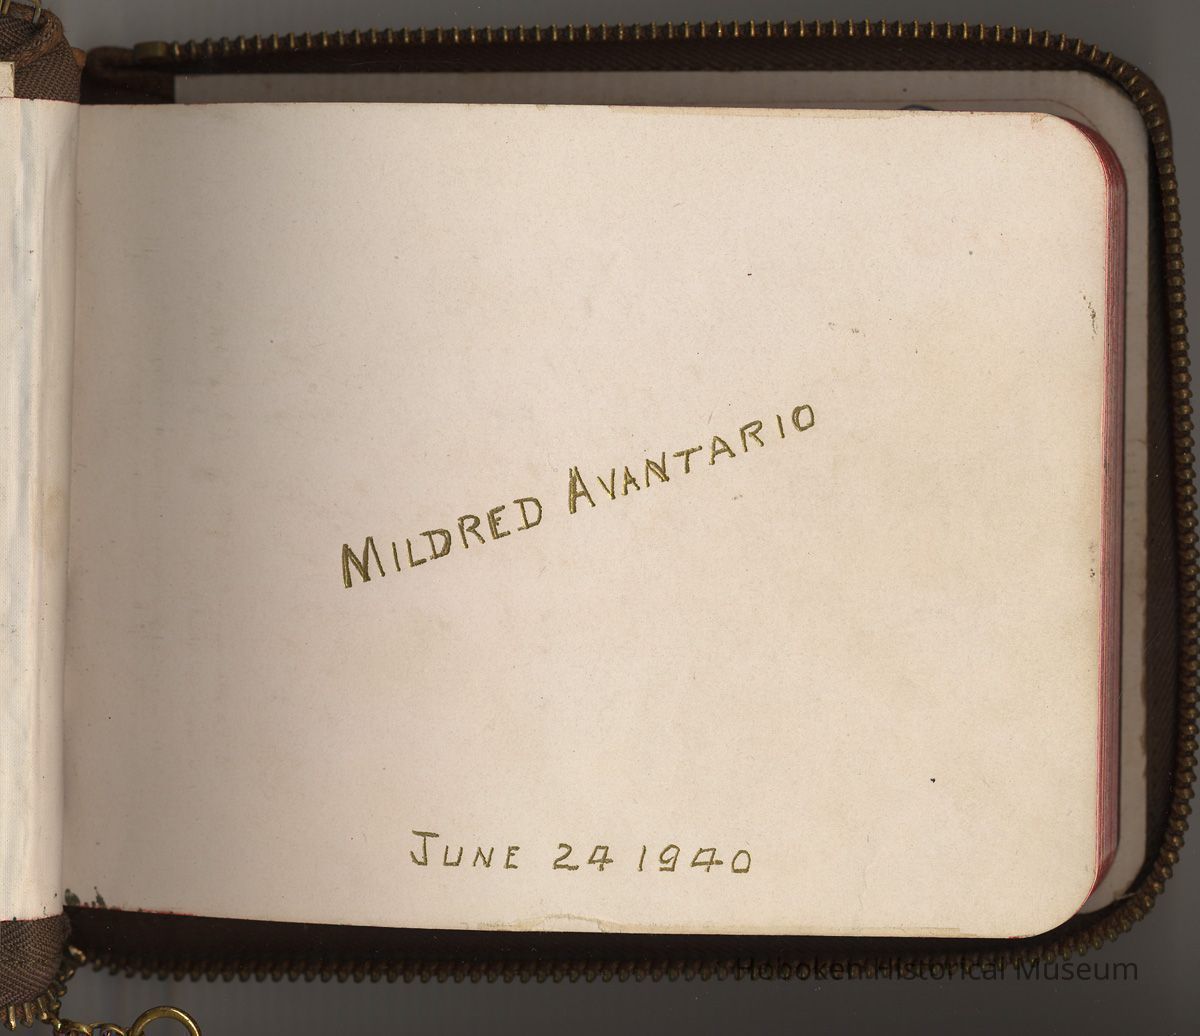 MILDRED AVANTARIO
JUNE 24 1940
Hoboken Historical Museum